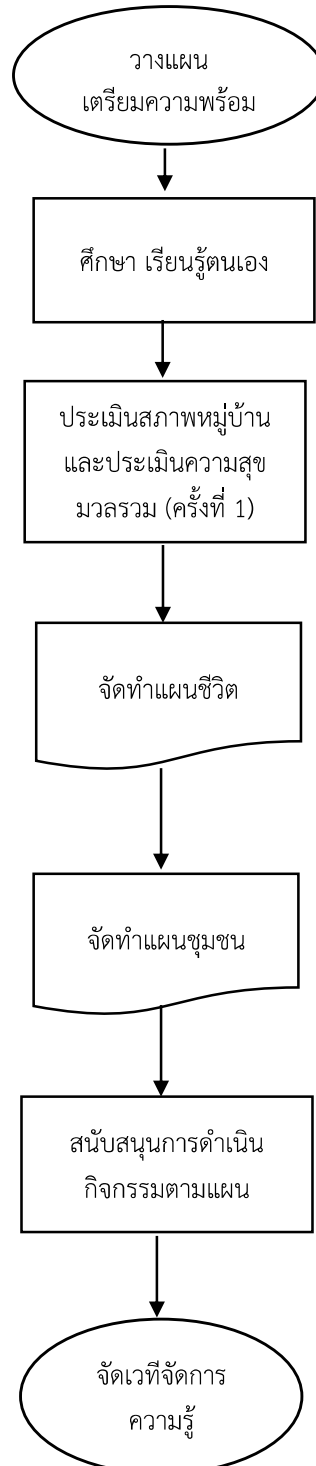 วางแผน
เตรียมความพร้อม
ศึกษา เรียนรู้ตนเอง
ประเมินสภาพหมู่บ้าน
และประเมินความสุข
มวลรวม (ครั้งที่ 1)
จัดทำแผนชีวิต
จัดทำแผนชุมชน
สนับสนุนการดำเนิน
กิจกรรมตามแผน
จัดเวทีจัดการ
ความรู้